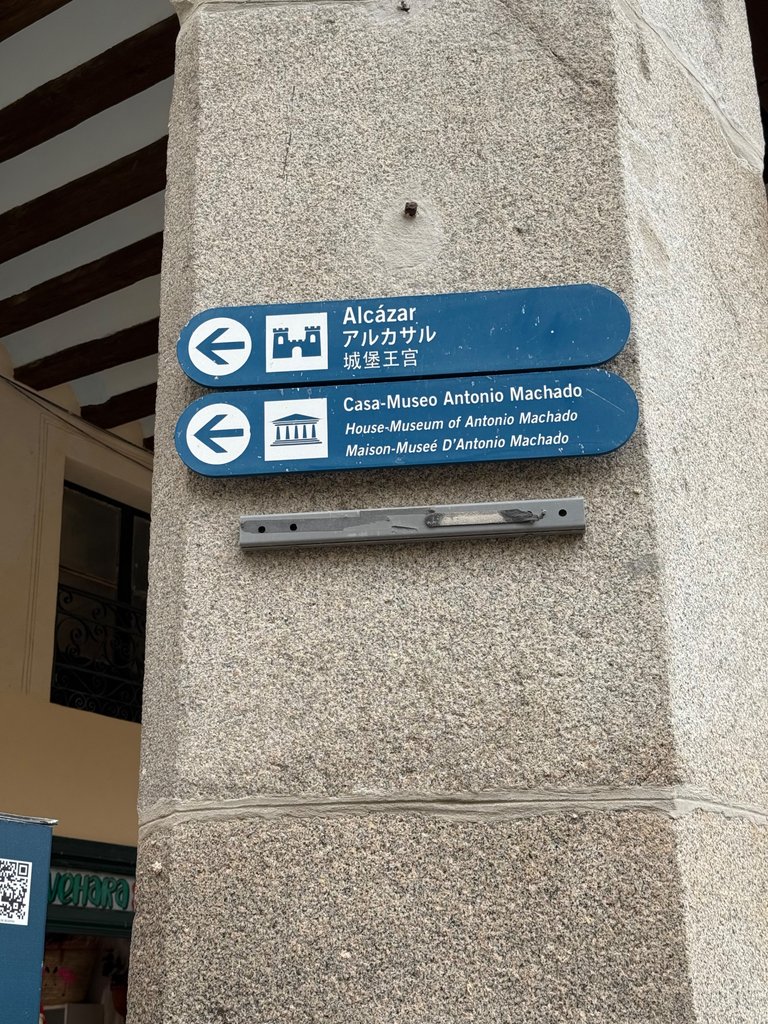 Alcázar
アルカサル
城堡王宫
Casa-Museo Antonio Machado
House-Museum of Antonio Machado
Maison-Museé D'Antonio Machado